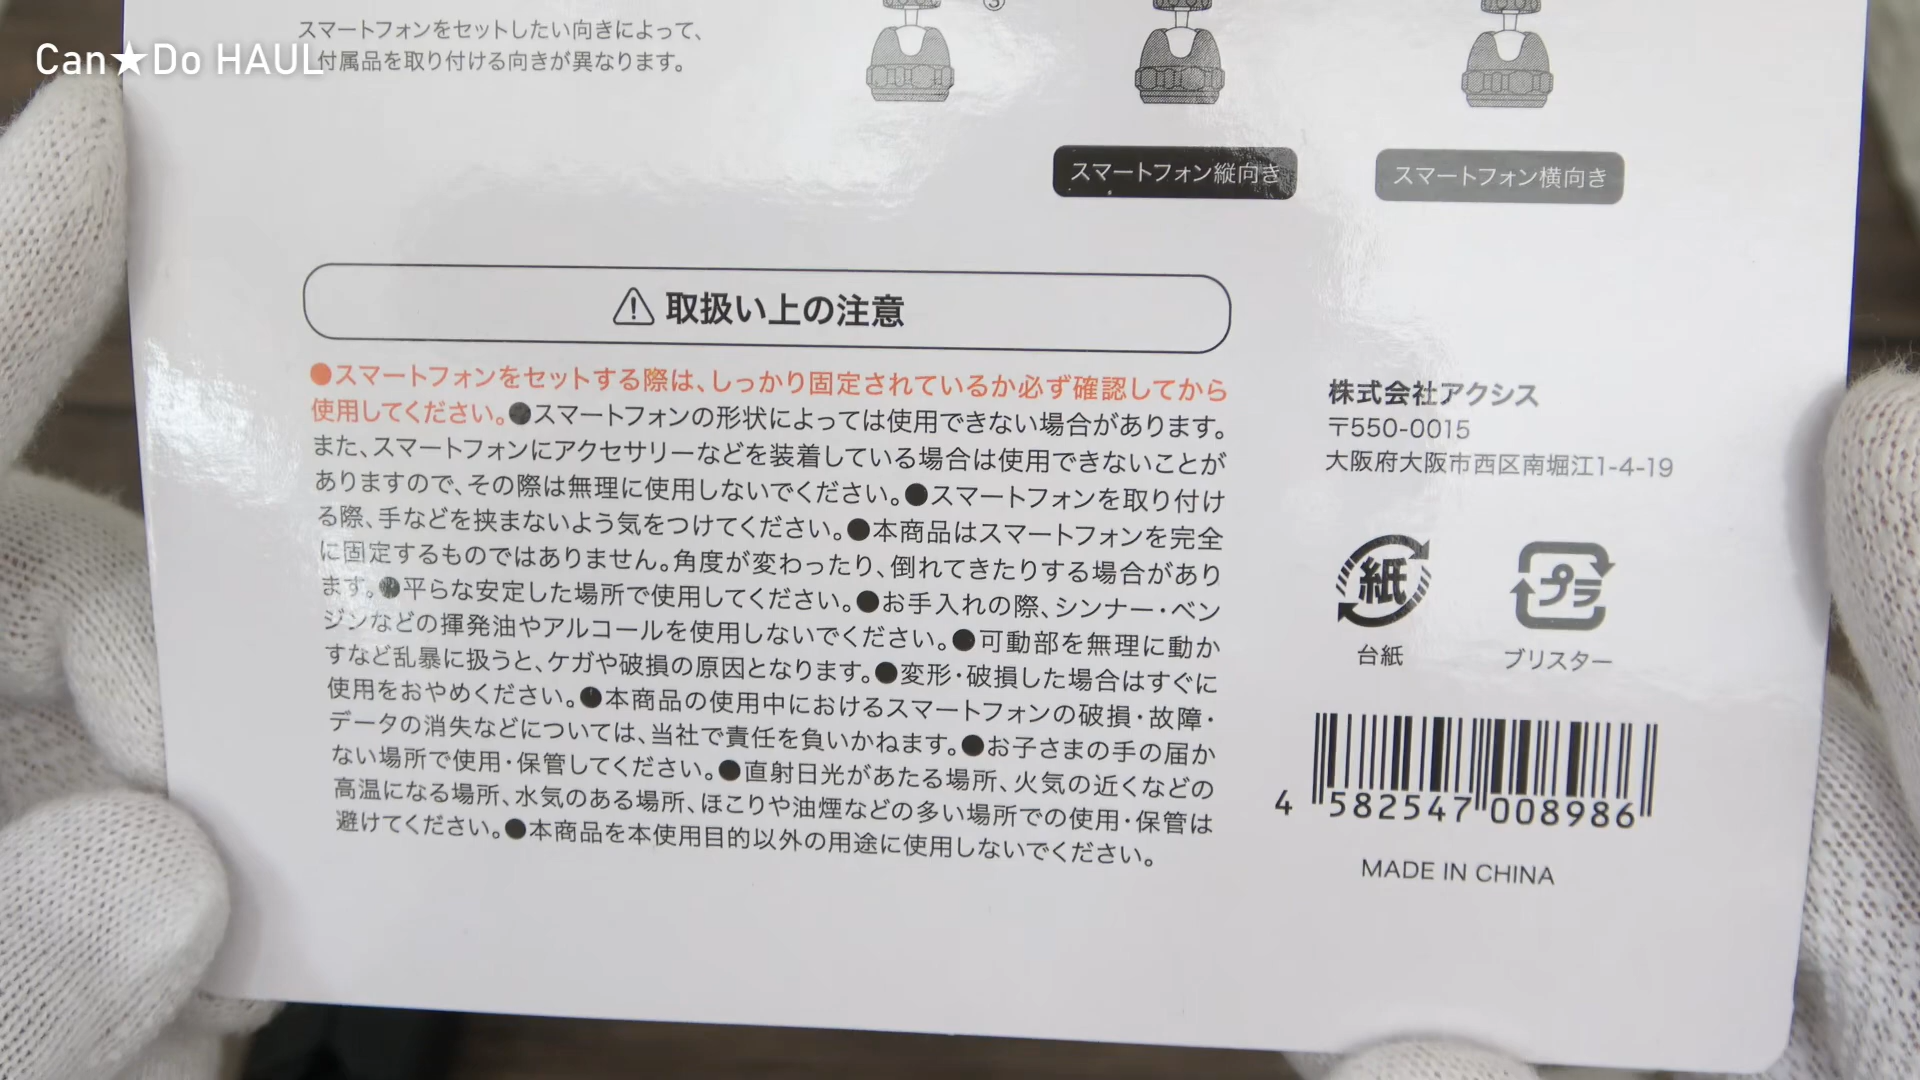 Can★Do HAUL
スマートフォンをセットしたい向きによって、
付属品を取り付ける向きが異なります。
③
スマートフォン縦向き
スマートフォン横向き
⚠ 取扱い上の注意
●スマートフォンをセットする際は、しっかり固定されているか必ず確認してから
使用してください。●スマートフォンの形状によっては使用できない場合があります。
また、スマートフォンにアクセサリーなどを装着している場合は使用できないことが
ありますので、その際は無理に使用しないでください。●スマートフォンを取り付け
る際、手などを挟まないよう気をつけてください。●本商品はスマートフォンを完全
に固定するものではありません。角度が変わったり、倒れてきたりする場合があり
ます。●平らな安定した場所で使用してください。●お手入れの際、シンナー・ベン
ジンなどの揮発油やアルコールを使用しないでください。●可動部を無理に動か
すなど乱暴に扱うと、ケガや破損の原因となります。●変形・破損した場合はすぐに
使用をおやめください。●本商品の使用中におけるスマートフォンの破損・故障・
データの消失などについては、当社で責任を負いかねます。●お子さまの手の届か
ない場所で使用・保管してください。●直射日光があたる場所、火気の近くなどの
高温になる場所、水気のある場所、ほこりや油煙などの多い場所での使用・保管は
避けてください。●本商品を本使用目的以外の用途に使用しないでください。
株式会社アクシス
〒550-0015
大阪府大阪市西区南堀江1-4-19
紙
台紙
プラ
ブリスター
4 582547 008986
MADE IN CHINA